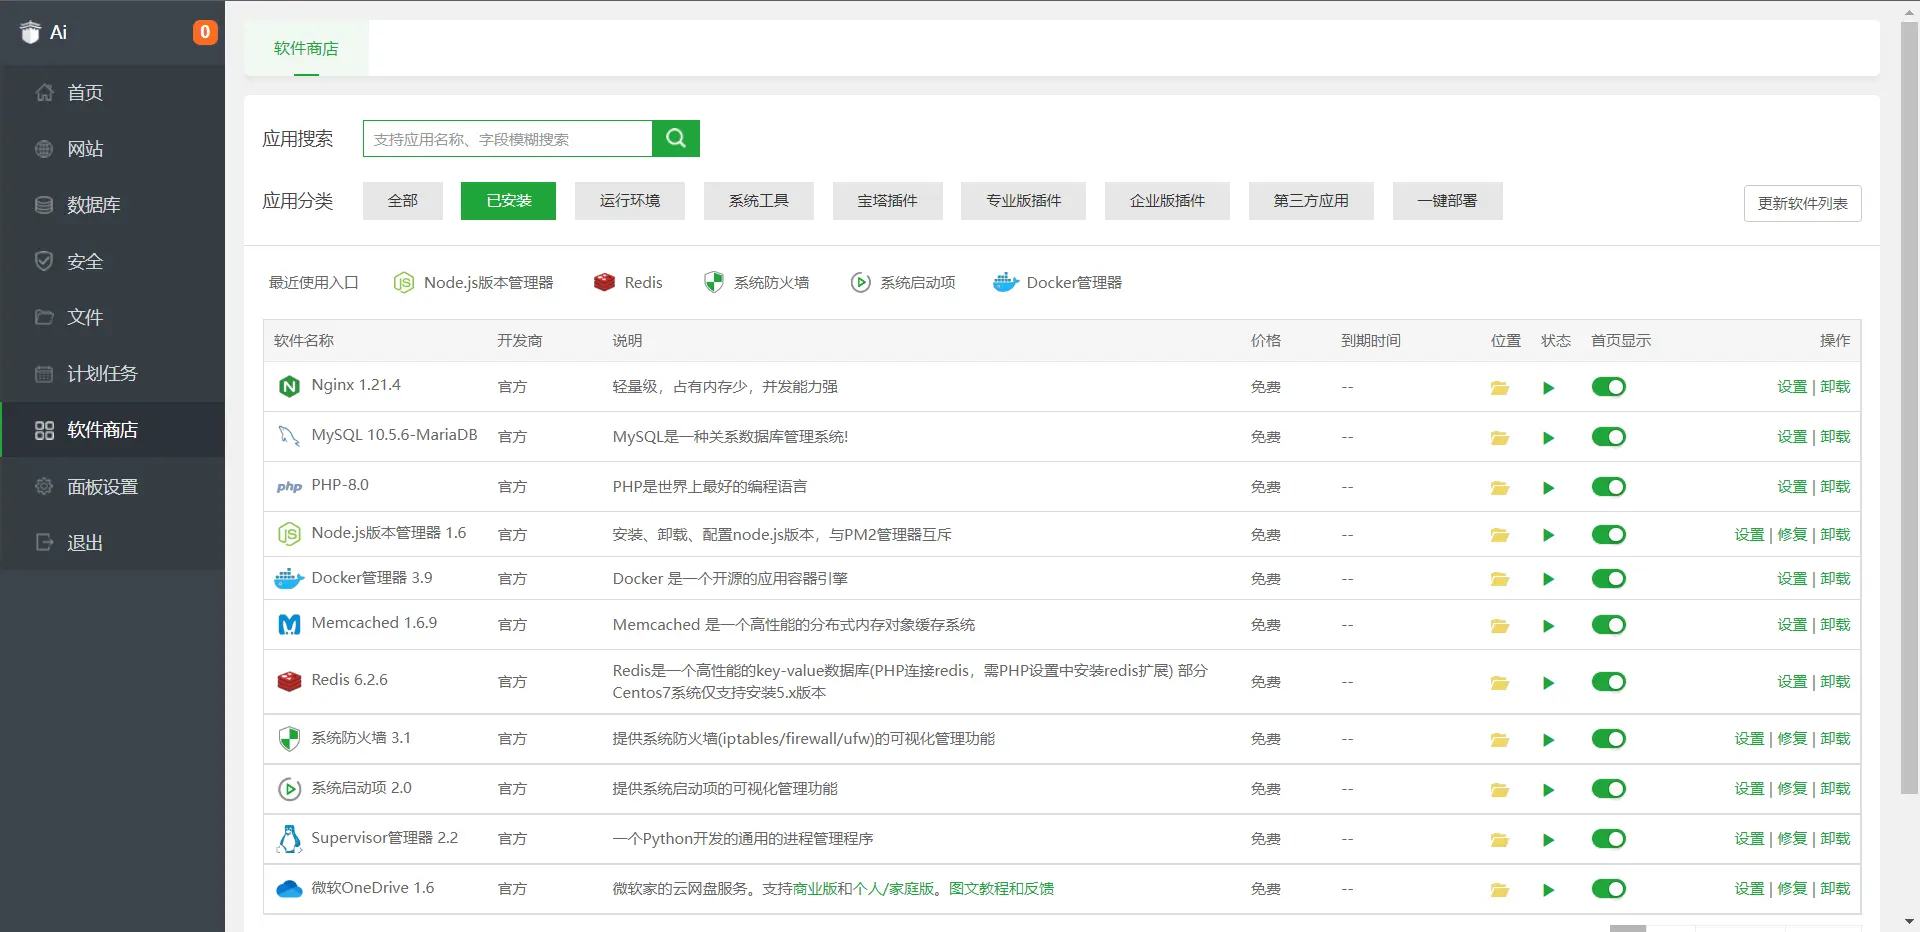 Ai
0
首页
网站
数据库
安全
文件
计划任务
软件商店
面板设置
退出
软件商店
应用搜索 支持应用名称、字段模糊搜索
应用分类 全部 已安装 运行环境 系统工具 宝塔插件 专业版插件 企业版插件 第三方应用 一键部署 更新软件列表
最近使用入口 Node.js版本管理器 Redis 系统防火墙 系统启动项 Docker管理器
软件名称 开发商 说明 价格 到期时间 位置 状态 首页显示 操作
Nginx 1.21.4 官方 轻量级，占有内存少，并发能力强 免费 -- 设置 | 卸载
MySQL 10.5.6-MariaDB 官方 MySQL是一种关系数据库管理系统! 免费 -- 设置 | 卸载
php PHP-8.0 官方 PHP是世界上最好的编程语言 免费 -- 设置 | 卸载
Node.js版本管理器 1.6 官方 安装、卸载、配置node.js版本，与PM2管理器互斥 免费 -- 设置 | 修复 | 卸载
Docker管理器 3.9 官方 Docker 是一个开源的应用容器引擎 免费 -- 设置 | 卸载
Memcached 1.6.9 官方 Memcached 是一个高性能的分布式内存对象缓存系统 免费 -- 设置 | 卸载
Redis 6.2.6 官方 Redis是一个高性能的key-value数据库(PHP连接redis，需PHP设置中安装redis扩展) 部分
Centos7系统仅支持安装5.x版本 免费 -- 设置 | 卸载
系统防火墙 3.1 官方 提供系统防火墙(iptables/firewall/ufw)的可视化管理功能 免费 -- 设置 | 修复 | 卸载
系统启动项 2.0 官方 提供系统启动项的可视化管理功能 免费 -- 设置 | 修复 | 卸载
Supervisor管理器 2.2 官方 一个Python开发的通用的进程管理程序 免费 -- 设置 | 修复 | 卸载
微软OneDrive 1.6 官方 微软家的云网盘服务。支持商业版和个人/家庭版。图文教程和反馈 免费 -- 设置 | 修复 | 卸载